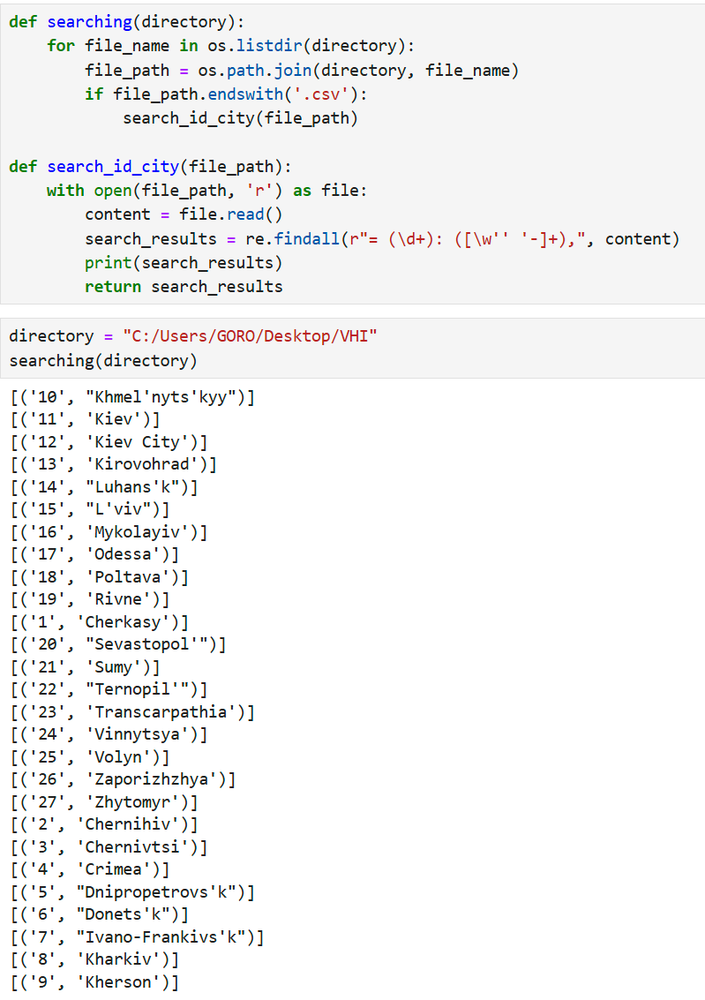 def searching(directory):
    for file_name in os.listdir(directory):
        file_path = os.path.join(directory, file_name)
        if file_path.endswith('.csv'):
            search_id_city(file_path)

def search_id_city(file_path):
    with open(file_path, 'r') as file:
        content = file.read()
        search_results = re.findall(r"= (\d+): ([\w'' '-]+),", content)
        print(search_results)
        return search_results

directory = "C:/Users/GORO/Desktop/VHI"
searching(directory)

[('10', "Khmel'nyts'kyy")]
[('11', 'Kiev')]
[('12', 'Kiev City')]
[('13', 'Kirovohrad')]
[('14', "Luhans'k")]
[('15', "L'viv")]
[('16', 'Mykolayiv')]
[('17', 'Odessa')]
[('18', 'Poltava')]
[('19', 'Rivne')]
[('1', 'Cherkasy')]
[('20', "Sevastopol'")]
[('21', 'Sumy')]
[('22', "Ternopil'")]
[('23', 'Transcarpathia')]
[('24', 'Vinnytsya')]
[('25', 'Volyn')]
[('26', 'Zaporizhzhya')]
[('27', 'Zhytomyr')]
[('2', 'Chernihiv')]
[('3', 'Chernivtsi')]
[('4', 'Crimea')]
[('5', "Dnipropetrovs'k")]
[('6', "Donets'k")]
[('7', "Ivano-Frankivs'k")]
[('8', 'Kharkiv')]
[('9', 'Kherson')]